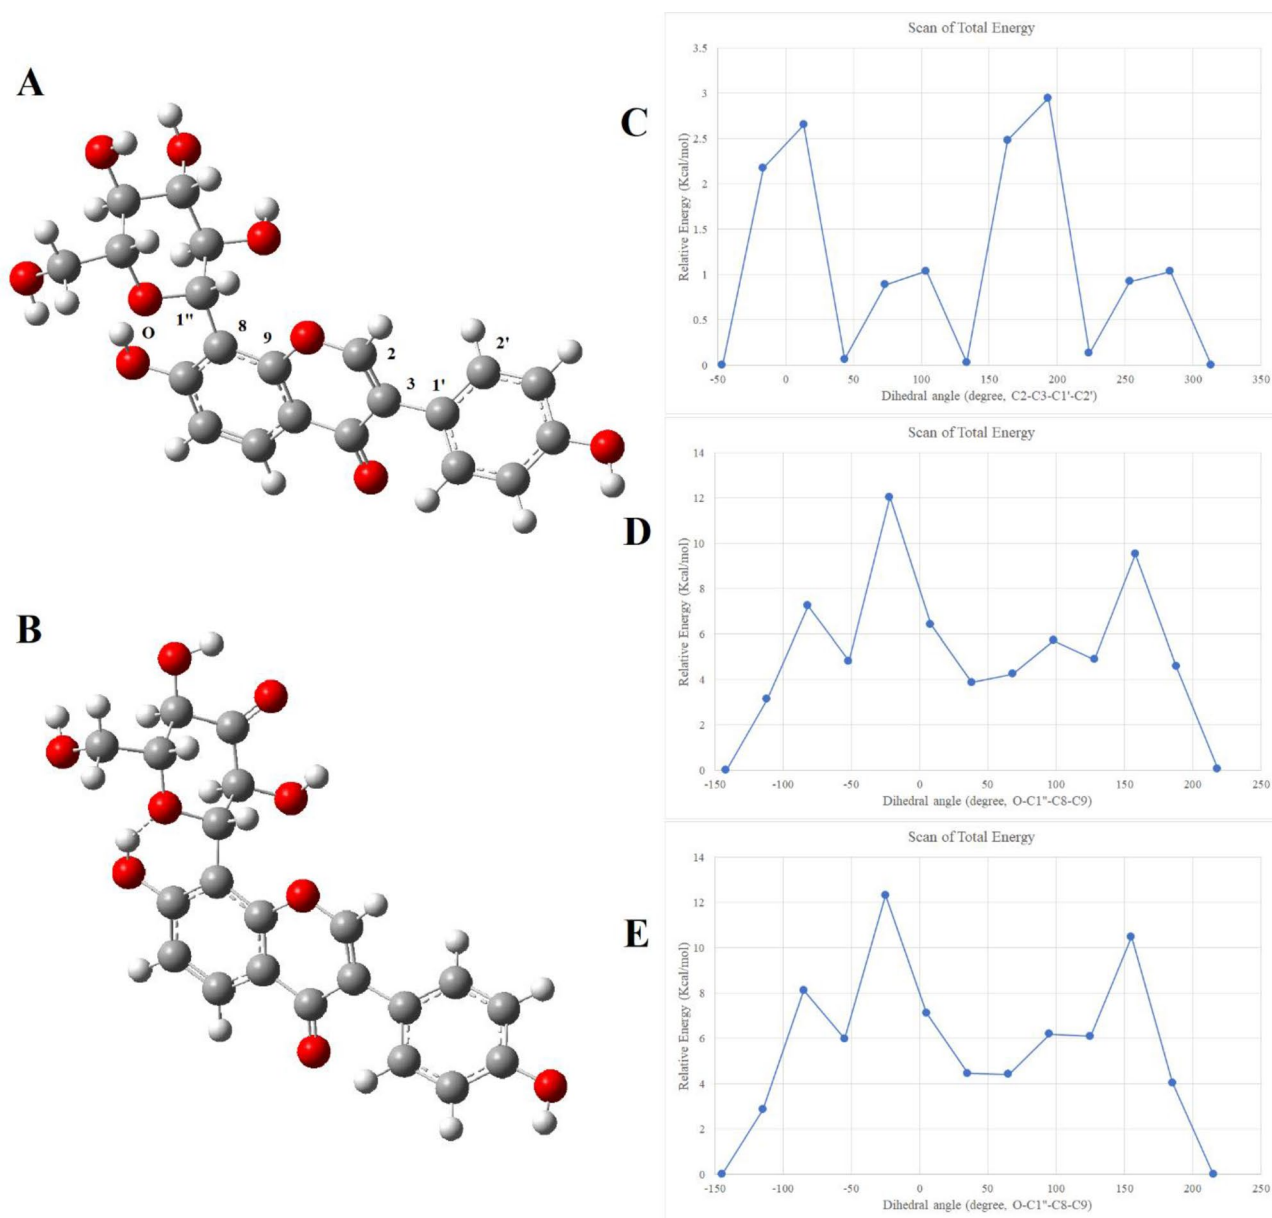 A
O
1"
8
9
2
3
1'
2'
B
C
Scan of Total Energy
Relative Energy (Kcal/mol)
3.5
3
2.5
2
1.5
1
0.5
0
-50 0 50 100 150 200 250 300 350
Dihedral angle (degree, C2-C3-C1'-C2')
D
Scan of Total Energy
Relative Energy (Kcal/mol)
14
12
10
8
6
4
2
0
-150 -100 -50 0 50 100 150 200 250
Dihedral angle (degree, O-C1"-C8-C9)
E
Scan of Total Energy
Relative Energy (Kcal/mol)
14
12
10
8
6
4
2
0
-150 -100 -50 0 50 100 150 200 250
Dihedral angle (degree, O-C1"-C8-C9)